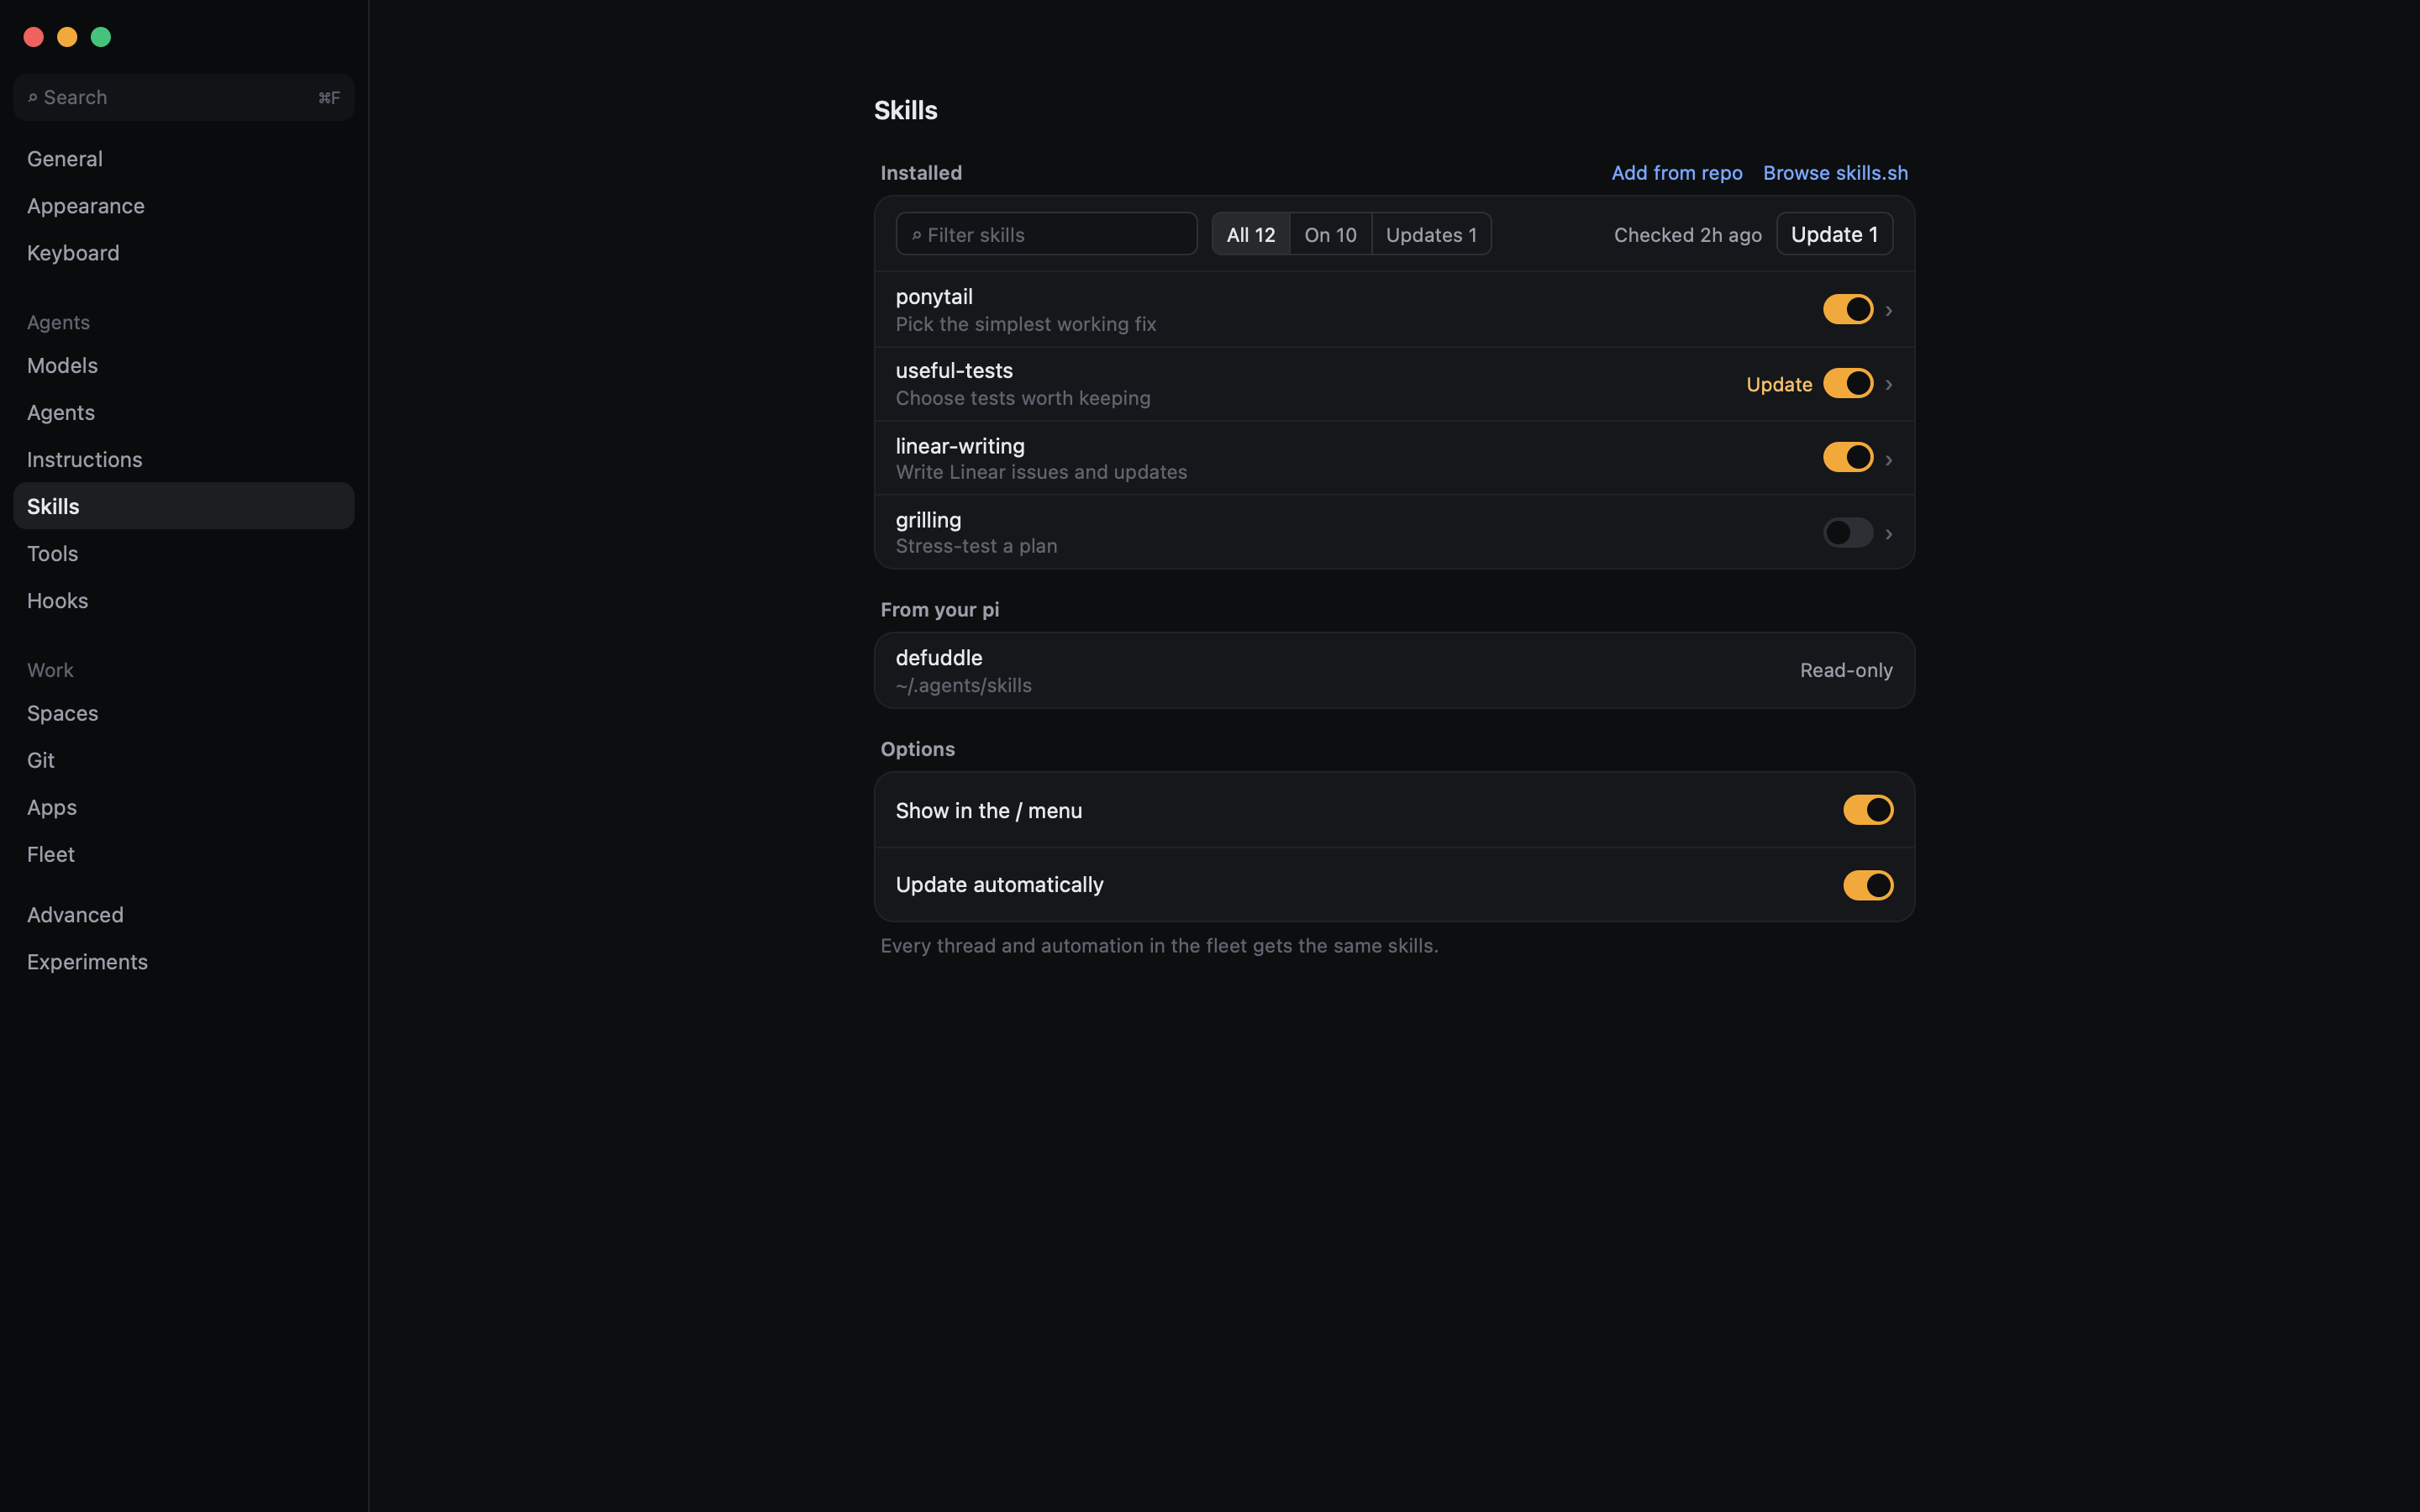 Search ⌘F
General
Appearance
Keyboard
Agents
Models
Agents
Instructions
Skills
Tools
Hooks
Work
Spaces
Git
Apps
Fleet
Advanced
Experiments
Skills
Installed Add from repo Browse skills.sh
Filter skills All 12 On 10 Updates 1 Checked 2h ago Update 1
ponytail
Pick the simplest working fix
useful-tests
Choose tests worth keeping
Update
linear-writing
Write Linear issues and updates
grilling
Stress-test a plan
From your pi
defuddle
~/.agents/skills
Read-only
Options
Show in the / menu
Update automatically
Every thread and automation in the fleet gets the same skills.